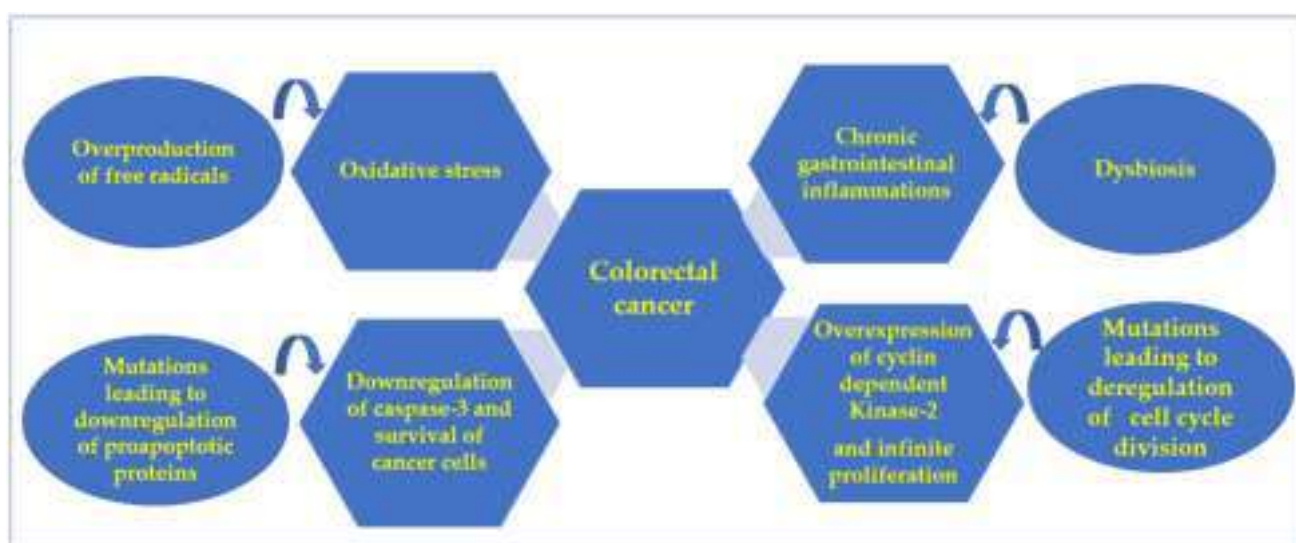 Overproduction
of free radicals
Oxidative stress
Chronic
gastrointestinal
inflammations
Dysbiosis
Colorectal
cancer
Mutations
leading to
downregulation
of proapoptotic
proteins
Downregulation
of caspase-3 and
survival of
cancer cells
Overexpression
of cyclin
dependent
Kinase-2
and infinite
proliferation
Mutations
leading to
deregulation
of cell cycle
division